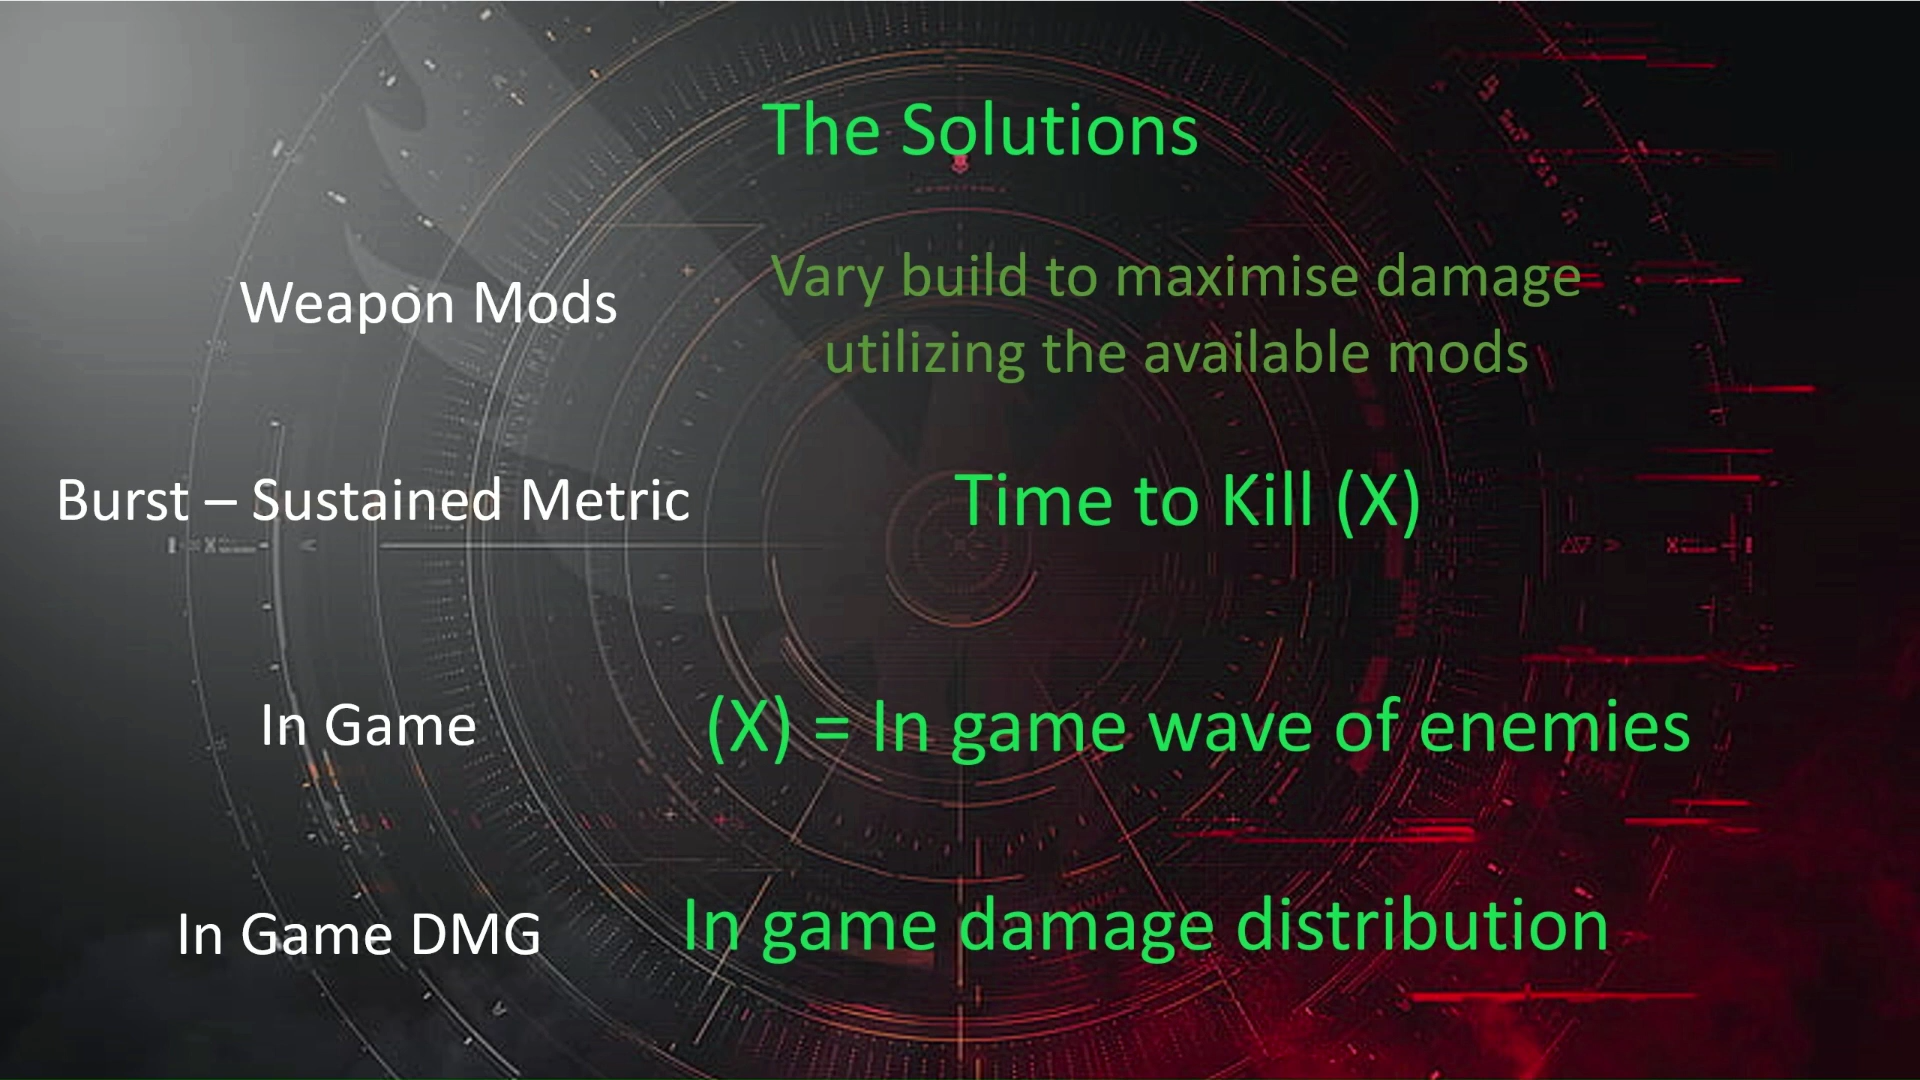 The Solutions
Weapon Mods
Vary build to maximise damage
utilizing the available mods
Burst – Sustained Metric
Time to Kill (X)
In Game
(X) = In game wave of enemies
In Game DMG
In game damage distribution